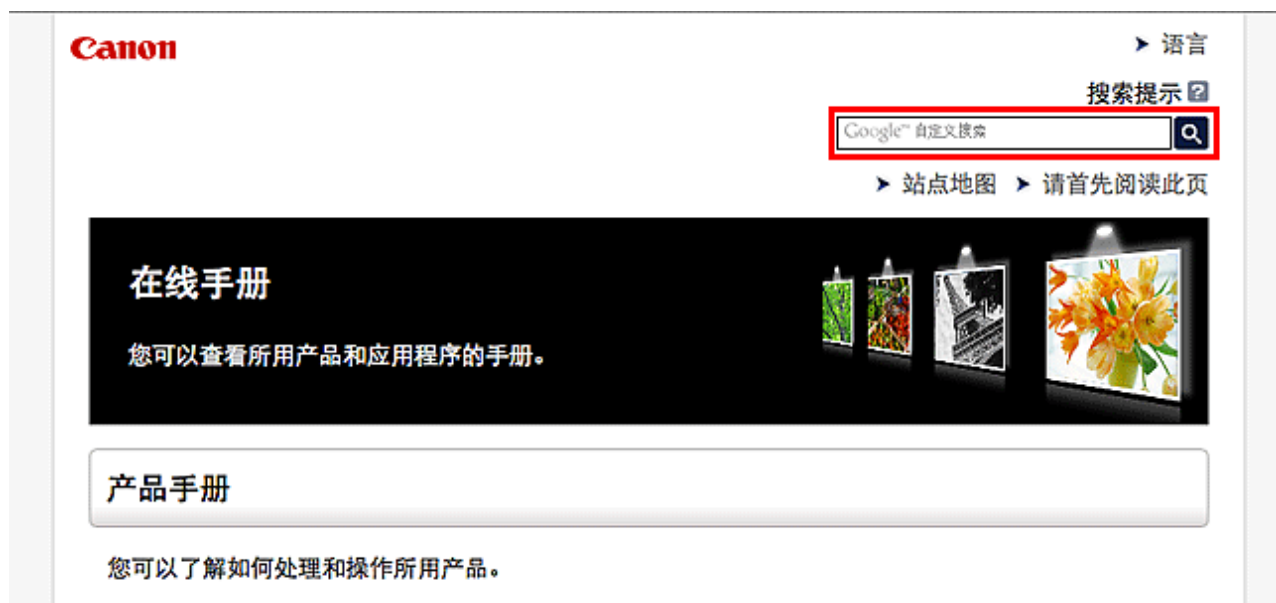 Canon
语言
搜索提示 ?
Google™ 自定义搜索
站点地图 请首先阅读此页
在线手册
您可以查看所用产品和应用程序的手册。
产品手册
您可以了解如何处理和操作所用产品。